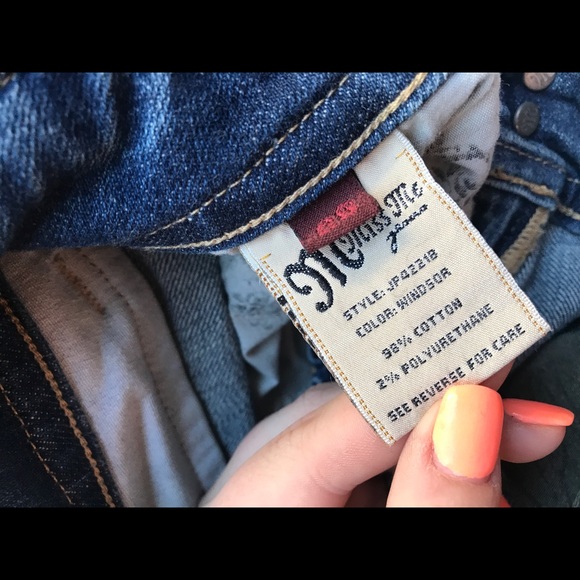 Miss Me
jeans
STYLE: JP4221B
COLOR: WINDSOR
98% COTTON
2% POLYURETHANE
SEE REVERSE FOR CARE